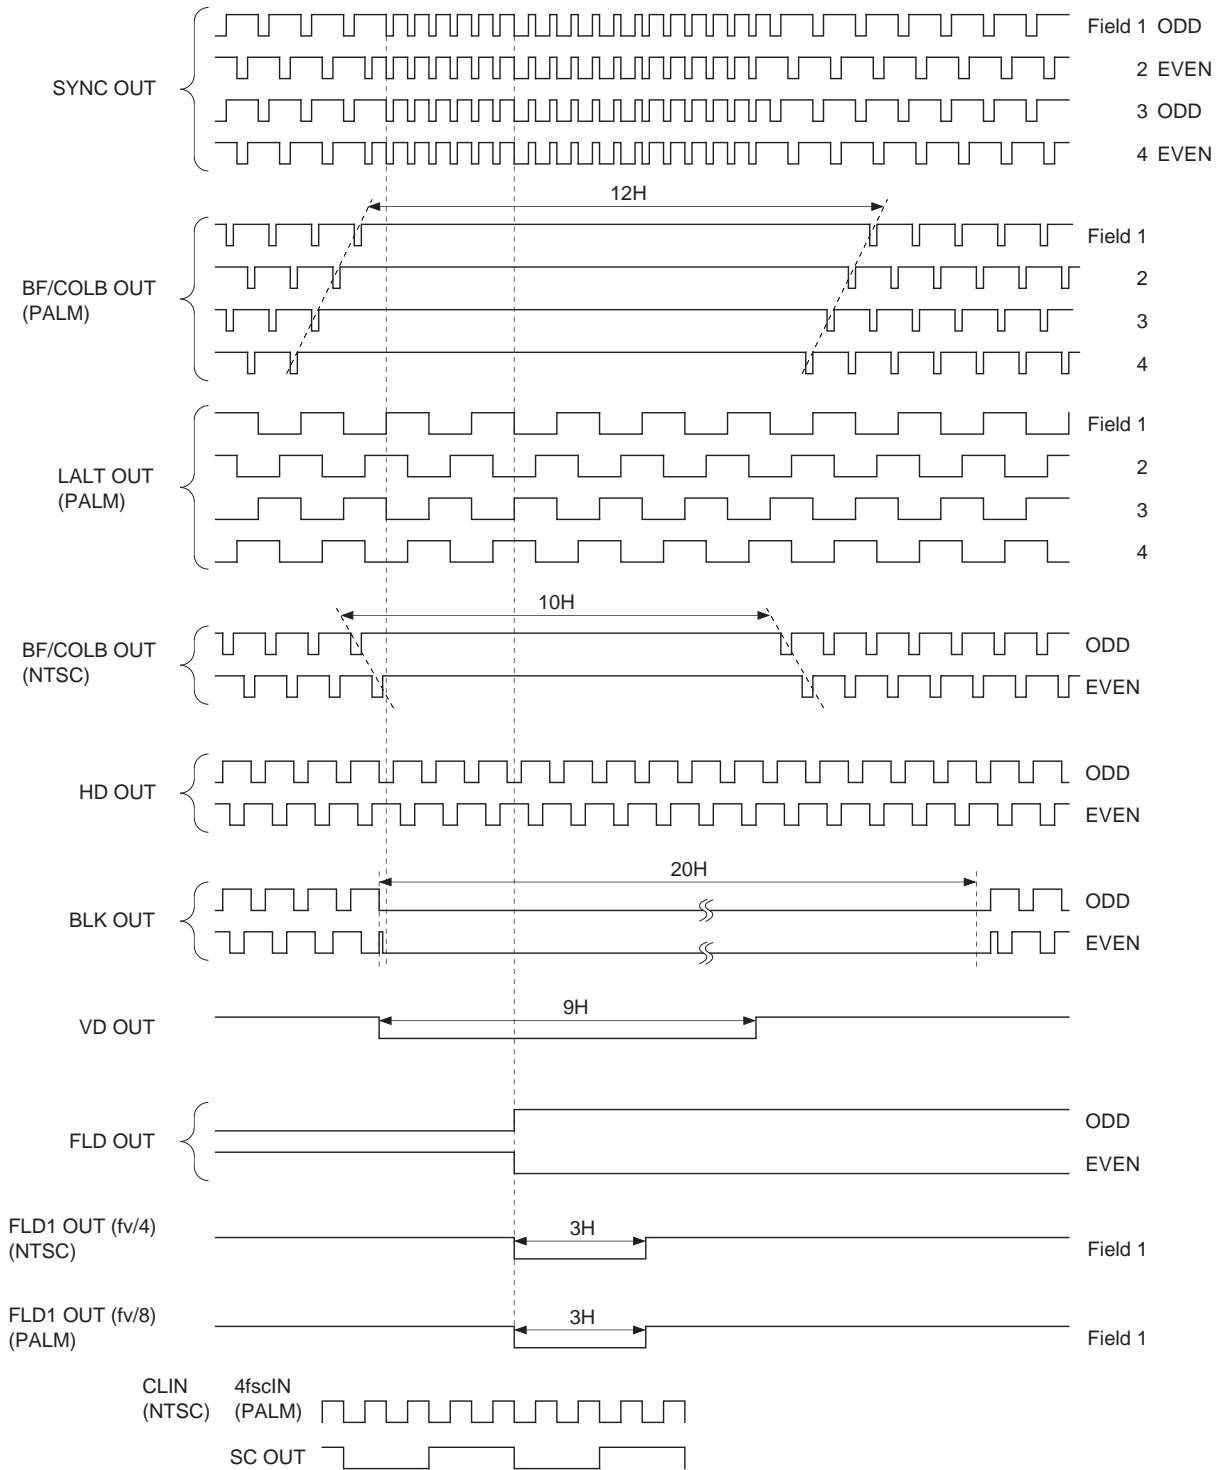 SYNC OUT
Field 1 ODD
2 EVEN
3 ODD
4 EVEN
12H
BF/COLB OUT
(PALM)
Field 1
2
3
4
LALT OUT
(PALM)
Field 1
2
3
4
10H
BF/COLB OUT
(NTSC)
ODD
EVEN
HD OUT
ODD
EVEN
20H
BLK OUT
ODD
EVEN
9H
VD OUT
FLD OUT
ODD
EVEN
FLD1 OUT (fv/4)
(NTSC)
3H
Field 1
FLD1 OUT (fv/8)
(PALM)
3H
Field 1
CLIN 4fscIN
(NTSC) (PALM)
SC OUT